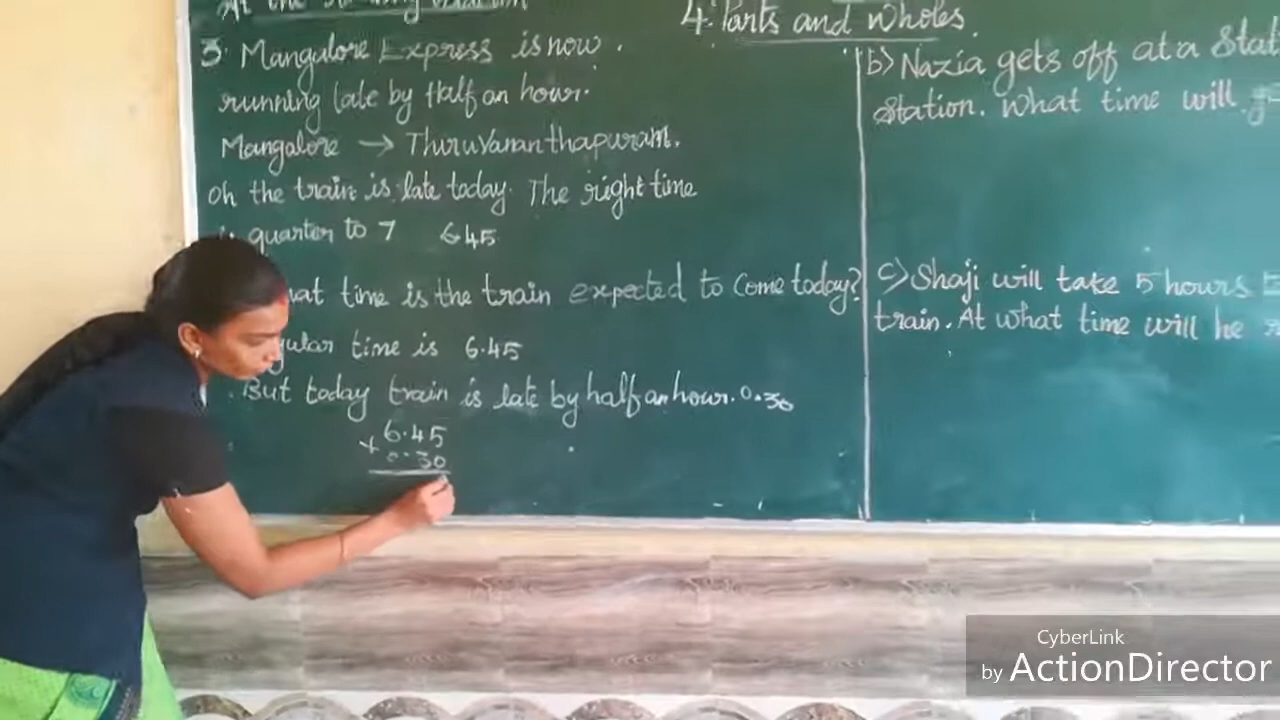 At the
4. Parts and wholes.
3. Mangalore Express is now.
running late by Half an hour.
Mangalore → Thiruvananthapuram.
Oh the train is late today. The right time
quarter to 7 6 45
hat time is the train expected to come today?
gular time is 6.45
But today train is late by half an hour. 0.30
6.45
+ 0.30
b) Nazia gets off at a Stat
Station. What time will
c) Shaji will take 5 hours
train. At what time will he
CyberLink
by ActionDirector